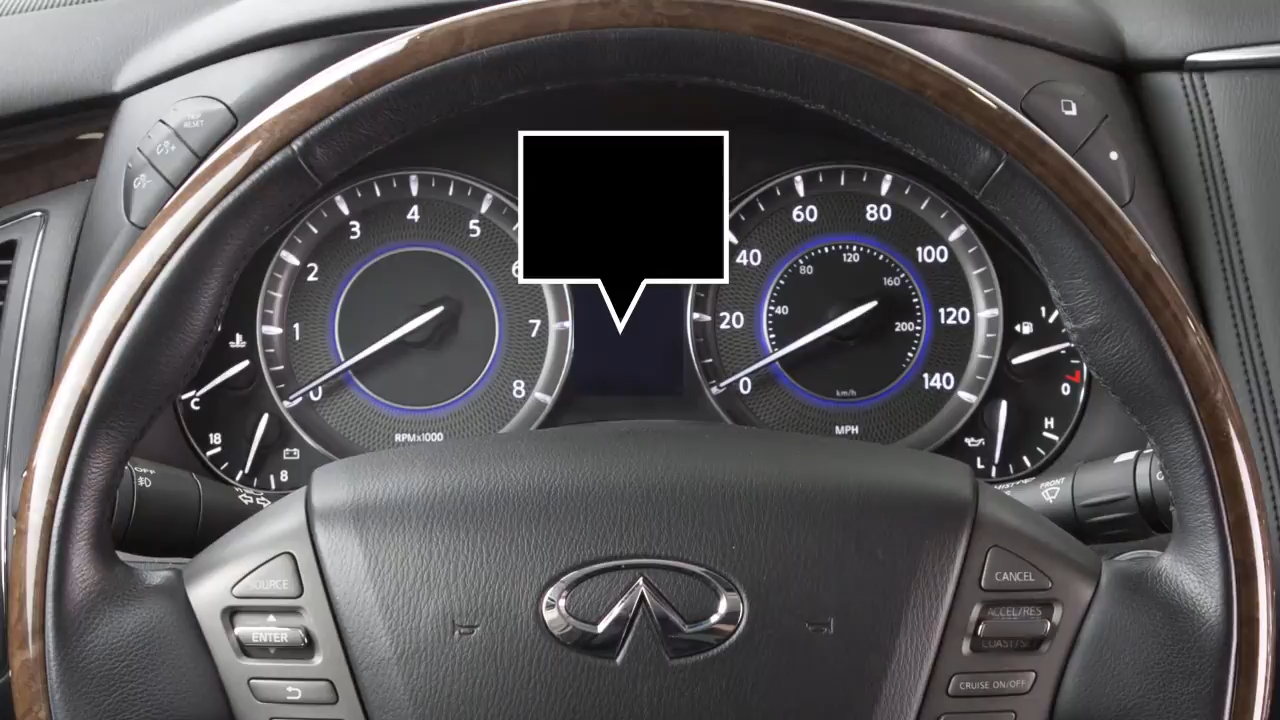 TRIP
RESET
3
4
5
2
6
1
7
0
8
RPMx1000
C
18
8
OFF
60
80
40
100
20
120
0
140
80
120
160
40
200
km/h
MPH
1
0
H
L
FRONT
SOURCE
ENTER
CANCEL
ACCEL/RES
CRUISE ON/OFF